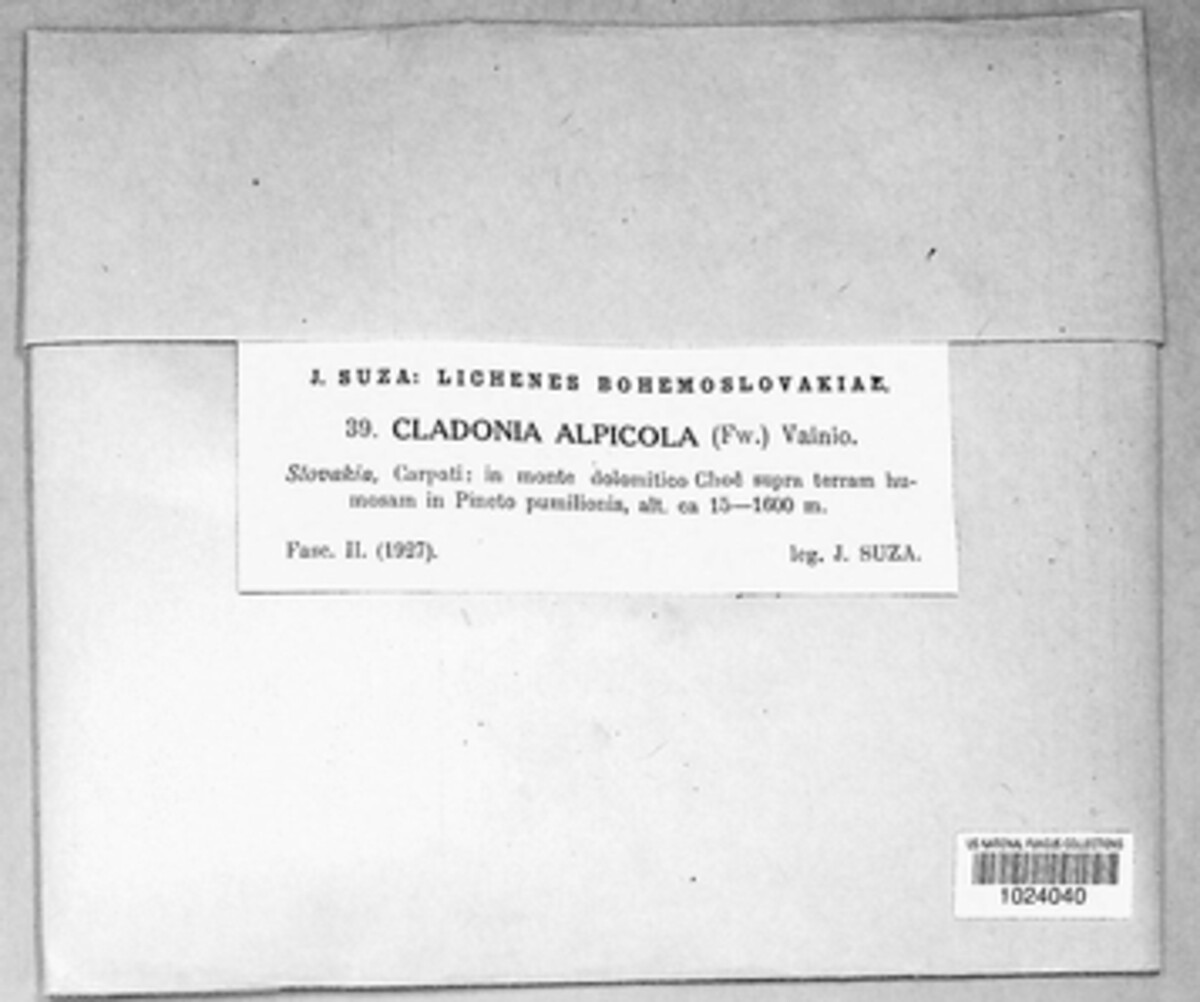 J. SUZA: LICHENES BOHEMOSLOVAKIAE.
39. CLADONIA ALPICOLA (Fw.) Vainio.
Slovakia, Carpati: in monte dolomitico Choč supra terram hu-
mosam in Pineto pumilionis, alt. ca 15—1600 m.
Fasc. II. (1927). leg. J. SUZA.
US NATIONAL FUNGUS COLLECTIONS
1024040